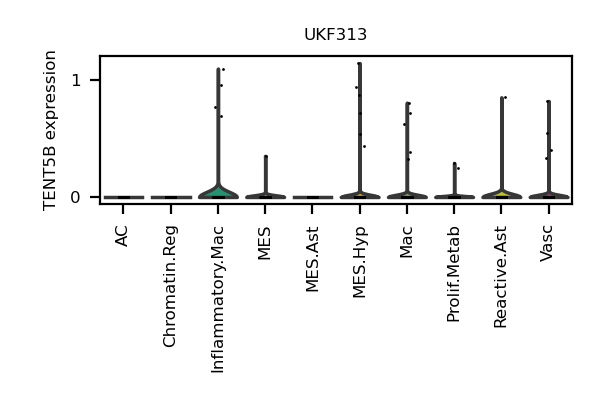 UKF313
TENT5B expression
1
0
AC
Chromatin.Reg
Inflammatory.Mac
MES
MES.Ast
MES.Hyp
Mac
Prolif.Metab
Reactive.Ast
Vasc